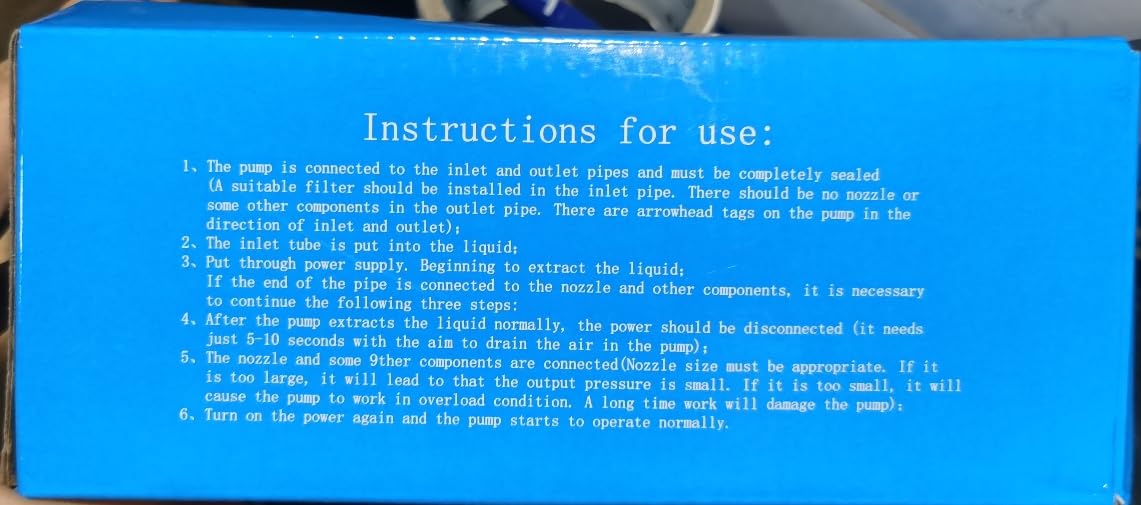 Instructions for use:
1、The pump is connected to the inlet and outlet pipes and must be completely sealed
(A suitable filter should be installed in the inlet pipe. There should be no nozzle or
some other components in the outlet pipe. There are arrowhead tags on the pump in the
direction of inlet and outlet);
2、The inlet tube is put into the liquid;
3、Put through power supply. Beginning to extract the liquid;
If the end of the pipe is connected to the nozzle and other components, it is necessary
to continue the following three steps:
4、After the pump extracts the liquid normally, the power should be disconnected (it needs
just 5-10 seconds with the aim to drain the air in the pump);
5、The nozzle and some 9ther components are connected(Nozzle size must be appropriate. If it
is too large, it will lead to that the output pressure is small. If it is too small, it will
cause the pump to work in overload condition. A long time work will damage the pump);
6、Turn on the power again and the pump starts to operate normally.